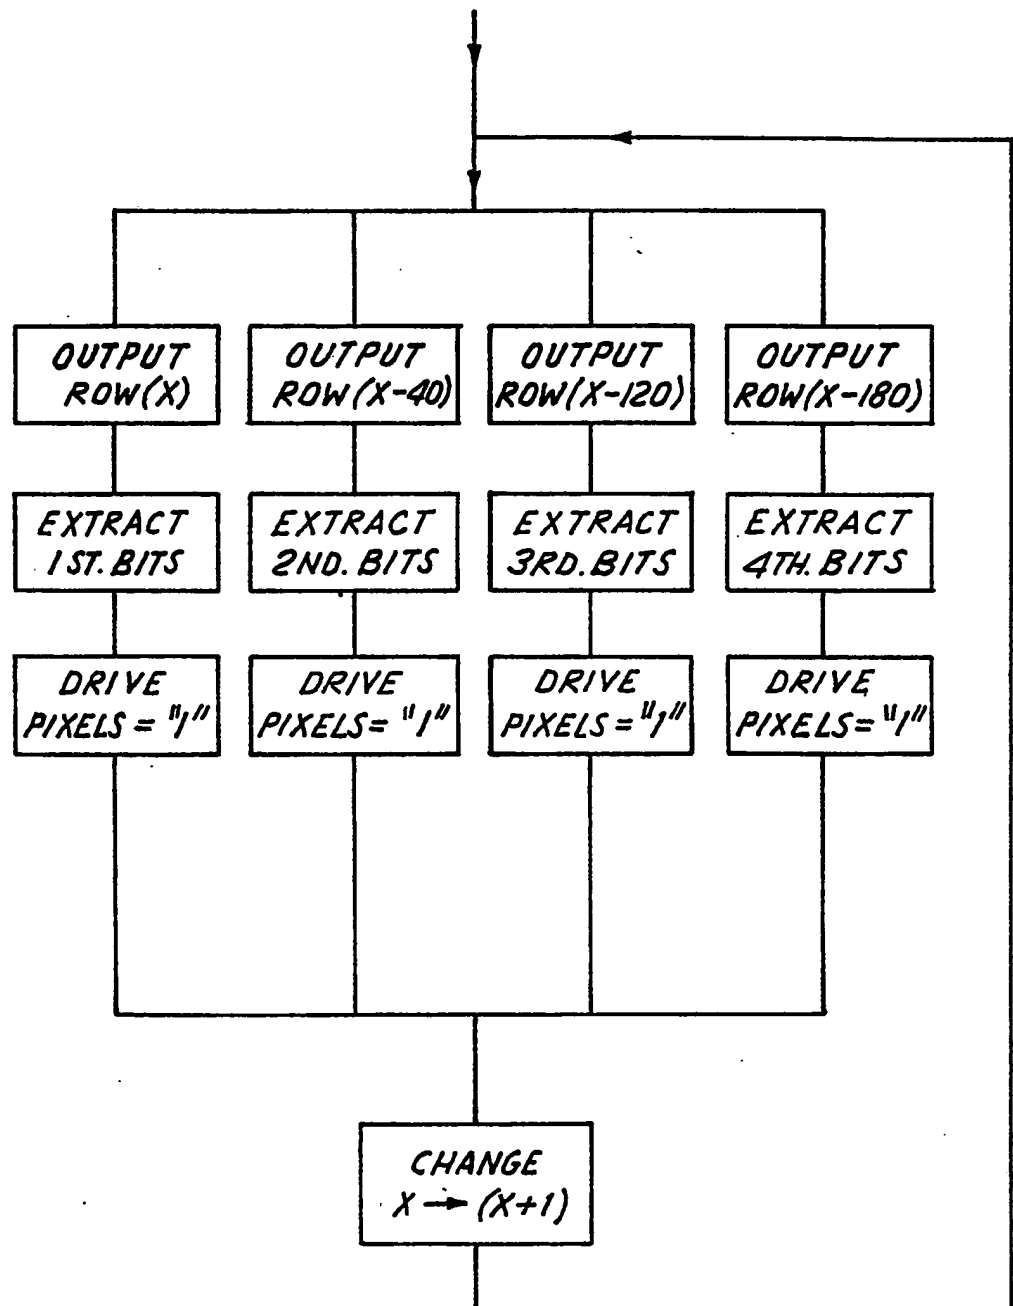 OUTPUT
ROW(X)
OUTPUT
ROW(X-40)
OUTPUT
ROW(X-120)
OUTPUT
ROW(X-180)
EXTRACT
1ST. BITS
EXTRACT
2ND. BITS
EXTRACT
3RD. BITS
EXTRACT
4TH. BITS
DRIVE
PIXELS = "1"
DRIVE
PIXELS = "1"
DRIVE
PIXELS = "1"
DRIVE
PIXELS = "1"
CHANGE
X → (X+1)